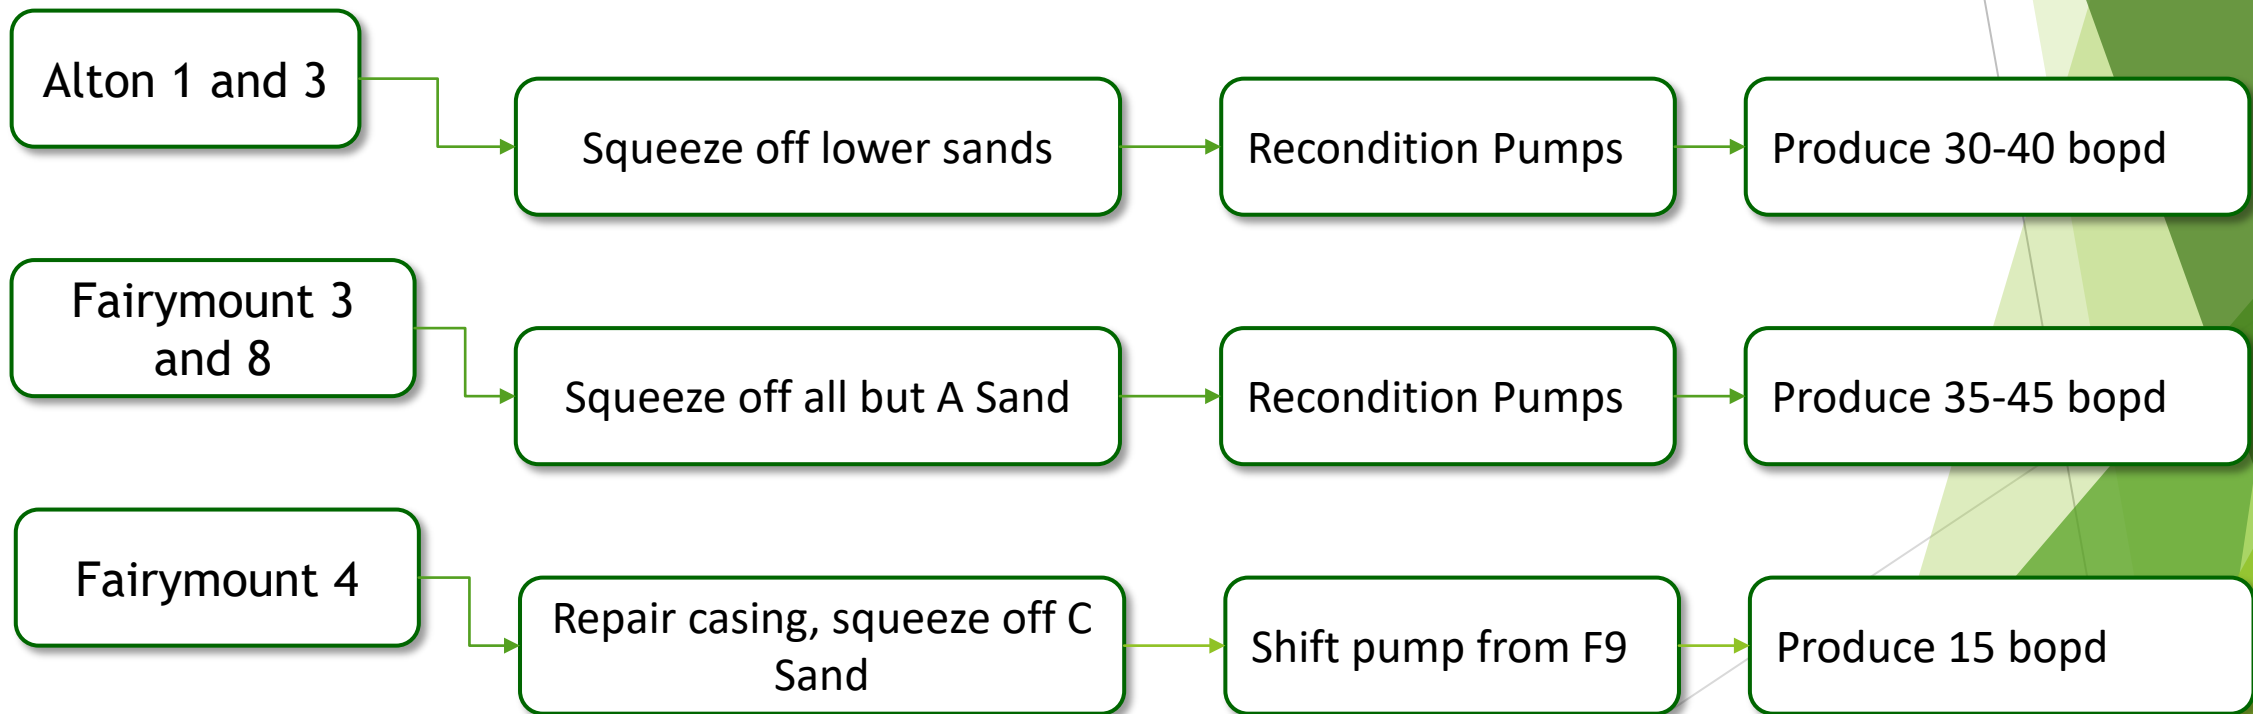 Alton 1 and 3
Squeeze off lower sands
Recondition Pumps
Produce 30-40 bopd
Fairymount 3
and 8
Squeeze off all but A Sand
Recondition Pumps
Produce 35-45 bopd
Fairymount 4
Repair casing, squeeze off C
Sand
Shift pump from F9
Produce 15 bopd